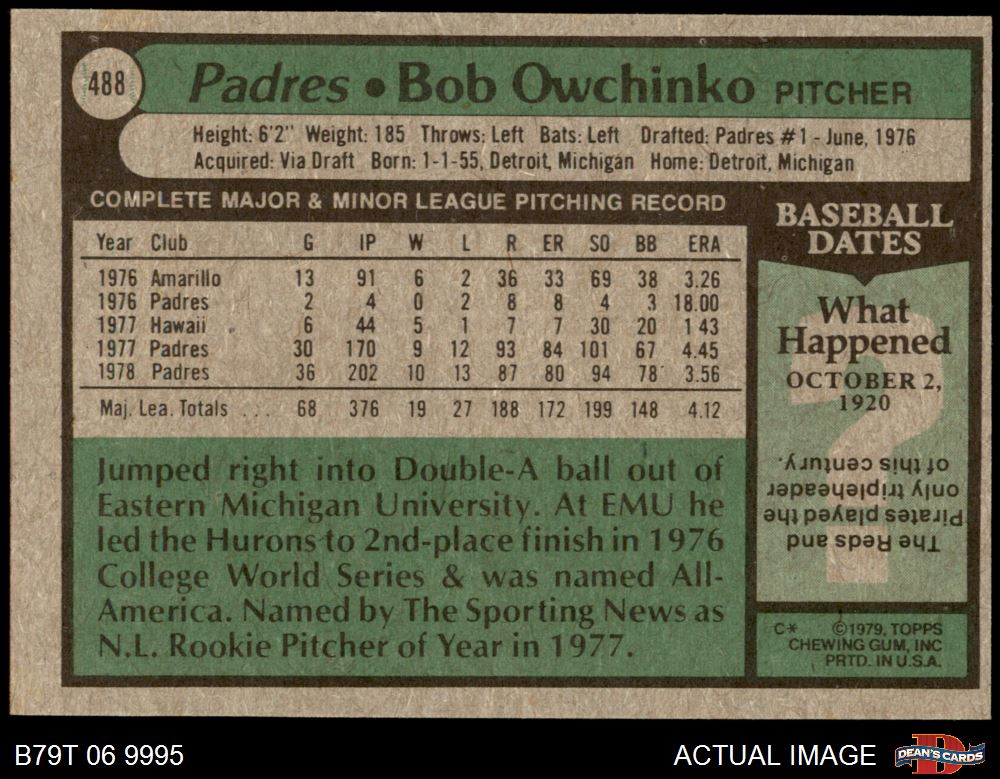 488
Padres • Bob Owchinko PITCHER
Height: 6'2" Weight: 185 Throws: Left Bats: Left Drafted: Padres #1 - June, 1976
Acquired: Via Draft Born: 1-1-55, Detroit, Michigan Home: Detroit, Michigan
COMPLETE MAJOR & MINOR LEAGUE PITCHING RECORD
Year Club G IP W L R ER SO BB ERA
1976 Amarillo 13 91 6 2 36 33 69 38 3.26
1976 Padres 2 4 0 2 8 8 4 3 18.00
1977 Hawaii 6 44 5 1 7 7 30 20 1 43
1977 Padres 30 170 9 12 93 84 101 67 4.45
1978 Padres 36 202 10 13 87 80 94 78 3.56
Maj. Lea. Totals ... 68 376 19 27 188 172 199 148 4.12
Jumped right into Double-A ball out of
Eastern Michigan University. At EMU he
led the Hurons to 2nd-place finish in 1976
College World Series & was named All-
America. Named by The Sporting News as
N.L. Rookie Pitcher of Year in 1977.
BASEBALL
DATES
What
Happened
OCTOBER 2,
1920
?
The Reds and
Pirates played the
only tripleheader
of this century.
C* ©1979, TOPPS
CHEWING GUM, INC
PRTD. IN U.S.A.
B79T 06 9995
ACTUAL IMAGE
D
DEAN'S CARDS